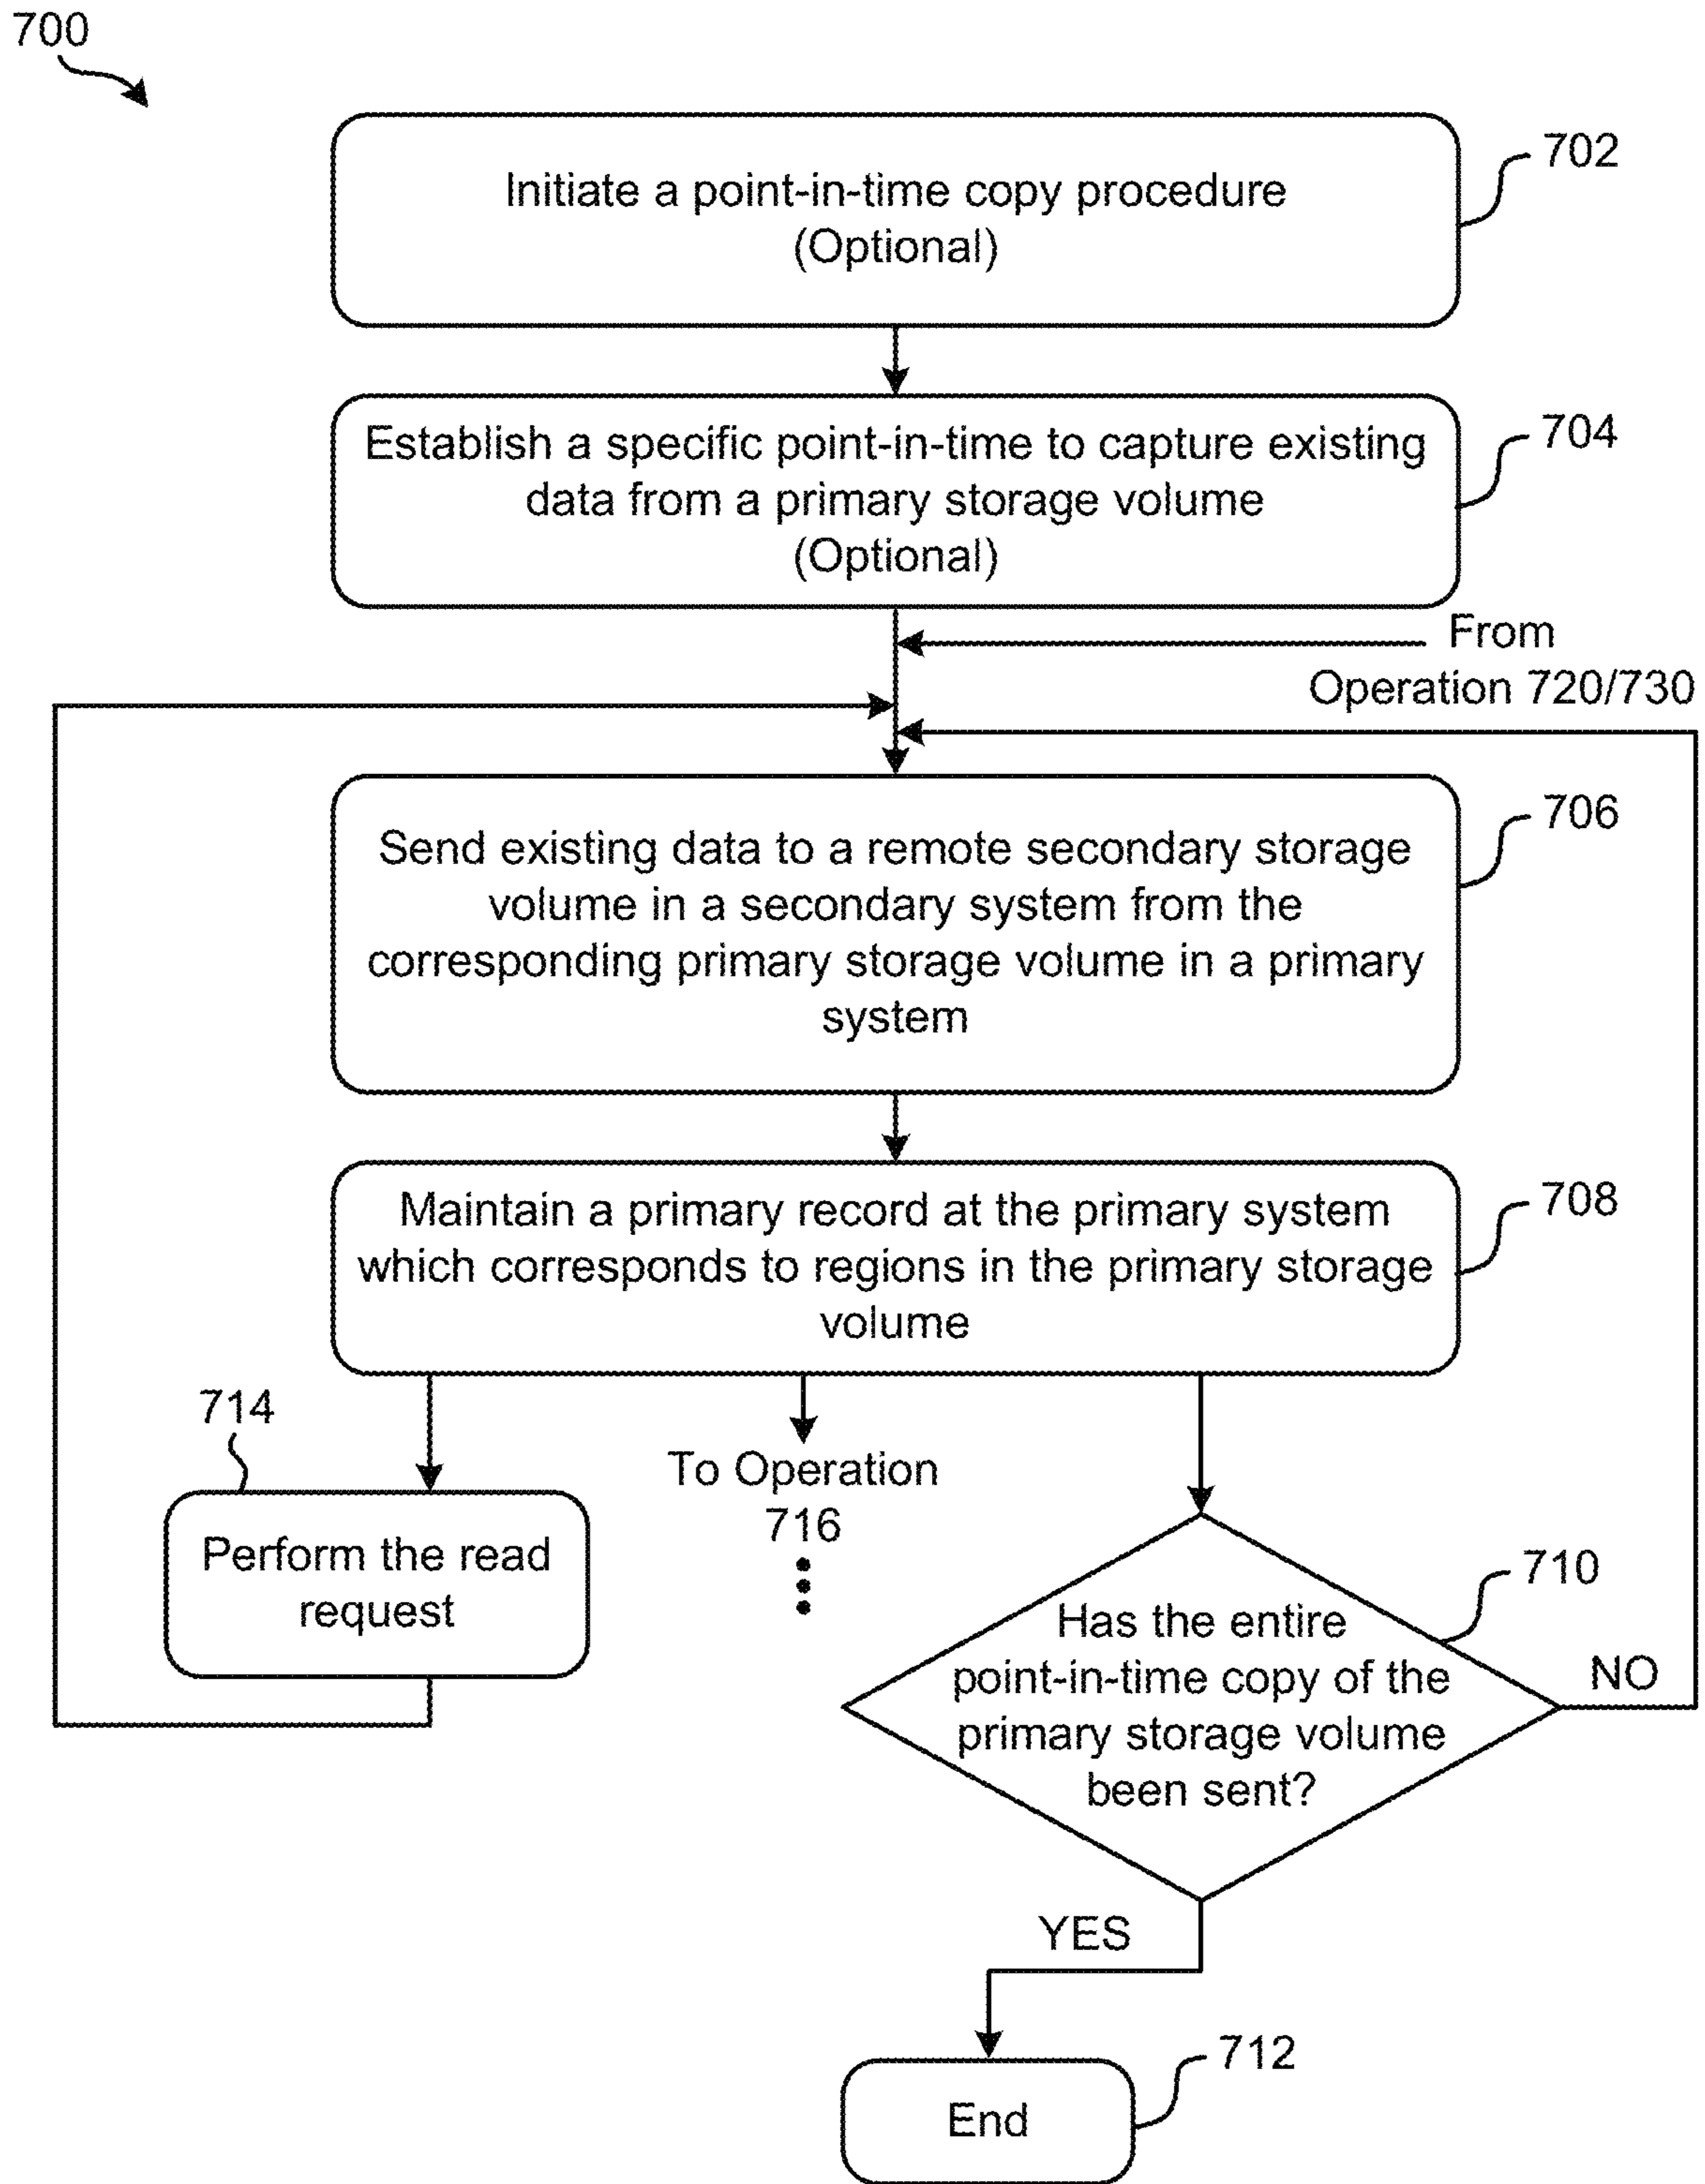 700
702
Initiate a point-in-time copy procedure
(Optional)
704
Establish a specific point-in-time to capture existing
data from a primary storage volume
(Optional)
From
Operation 720/730
706
Send existing data to a remote secondary storage
volume in a secondary system from the
corresponding primary storage volume in a primary
system
708
Maintain a primary record at the primary system
which corresponds to regions in the primary storage
volume
714
Perform the read
request
To Operation
716
710
Has the entire
point-in-time copy of the
primary storage volume
been sent?
NO
YES
712
End